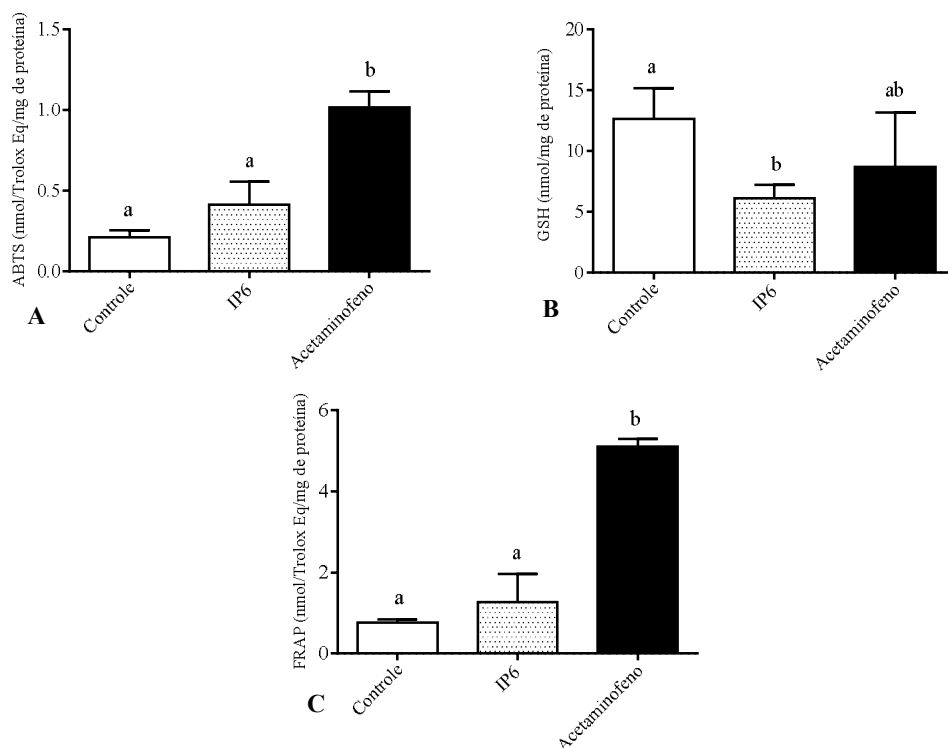 ABTS (nmol/Trolox Eq/mg de proteína)
1.5
1.0
0.5
0.0
a
a
b
Controle
IP6
Acetaminofeno
A
GSH (nmol/mg de proteína)
20
15
10
5
0
a
b
ab
Controle
IP6
Acetaminofeno
B
FRAP (nmol/Trolox Eq/mg de proteína)
6
4
2
0
a
a
b
Controle
IP6
Acetaminofeno
C